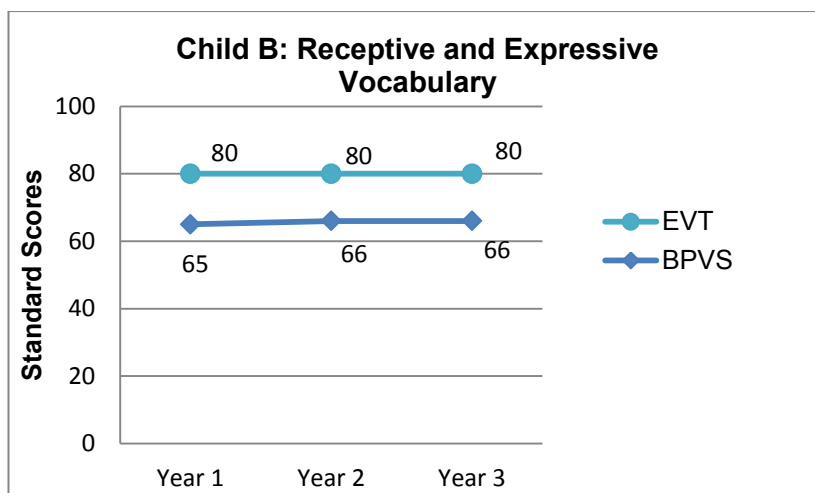 Child B: Receptive and Expressive
Vocabulary
100
80
60
40
20
0
Standard Scores
80
80
80
65
66
66
Year 1
Year 2
Year 3
EVT
BPVS